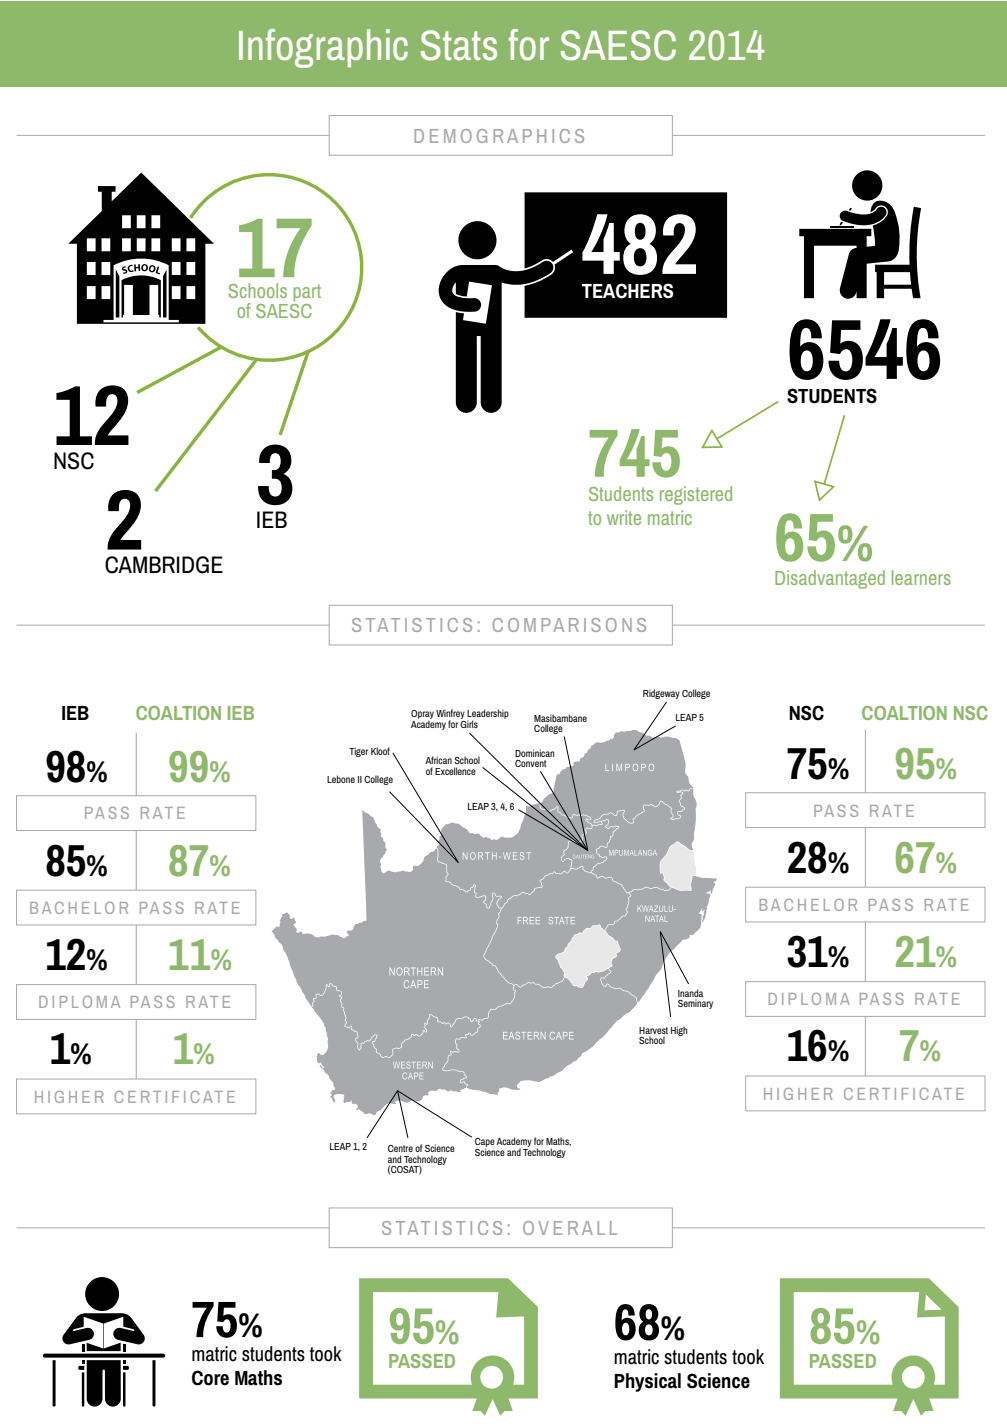 Infographic Stats for SAESC 2014
DEMOGRAPHICS
SCHOOL
17
Schools part
of SAESC
12
NSC
2
CAMBRIDGE
3
IEB
482
TEACHERS
6546
STUDENTS
745
Students registered
to write matric
65%
Disadvantaged learners
STATISTICS: COMPARISONS
IEB COALTION IEB
98% 99%
PASS RATE
85% 87%
BACHELOR PASS RATE
12% 11%
DIPLOMA PASS RATE
1% 1%
HIGHER CERTIFICATE
Ridgeway College
LEAP 5
Opray Winfrey Leadership
Academy for Girls
Masibambane
College
Tiger Kloof
African School
of Excellence
Dominican
Convent
Lebone II College
LEAP 3, 4, 6
LIMPOPO
NORTH-WEST
GAUTENG
MPUMALANGA
FREE STATE
KWAZULU-
NATAL
NORTHERN
CAPE
EASTERN CAPE
WESTERN
CAPE
Inanda
Seminary
Harvest High
School
LEAP 1, 2
Centre of Science
and Technology
(COSAT)
Cape Academy for Maths,
Science and Technology
NSC COALTION NSC
75% 95%
PASS RATE
28% 67%
BACHELOR PASS RATE
31% 21%
DIPLOMA PASS RATE
16% 7%
HIGHER CERTIFICATE
STATISTICS: OVERALL
75%
matric students took
Core Maths
95%
PASSED
68%
matric students took
Physical Science
85%
PASSED